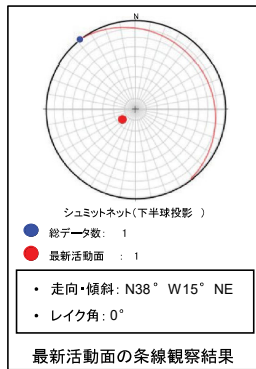 N
シュミットネット(下半球投影 )
総データ数: 1
最新活動面 : 1
• 走向・傾斜: N38° W15° NE
• レイク角: 0°
最新活動面の条線観察結果